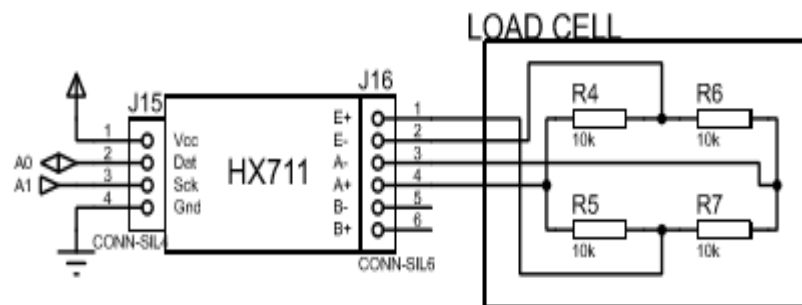 LOAD CELL
J15
J16
HX711
1
Vcc
2
Dat
3
Sck
4
Gnd
A0
A1
CONN-SIL4
E+
1
E-
2
A-
3
A+
4
B-
5
B+
6
CONN-SIL6
R4
10k
R6
10k
R5
10k
R7
10k